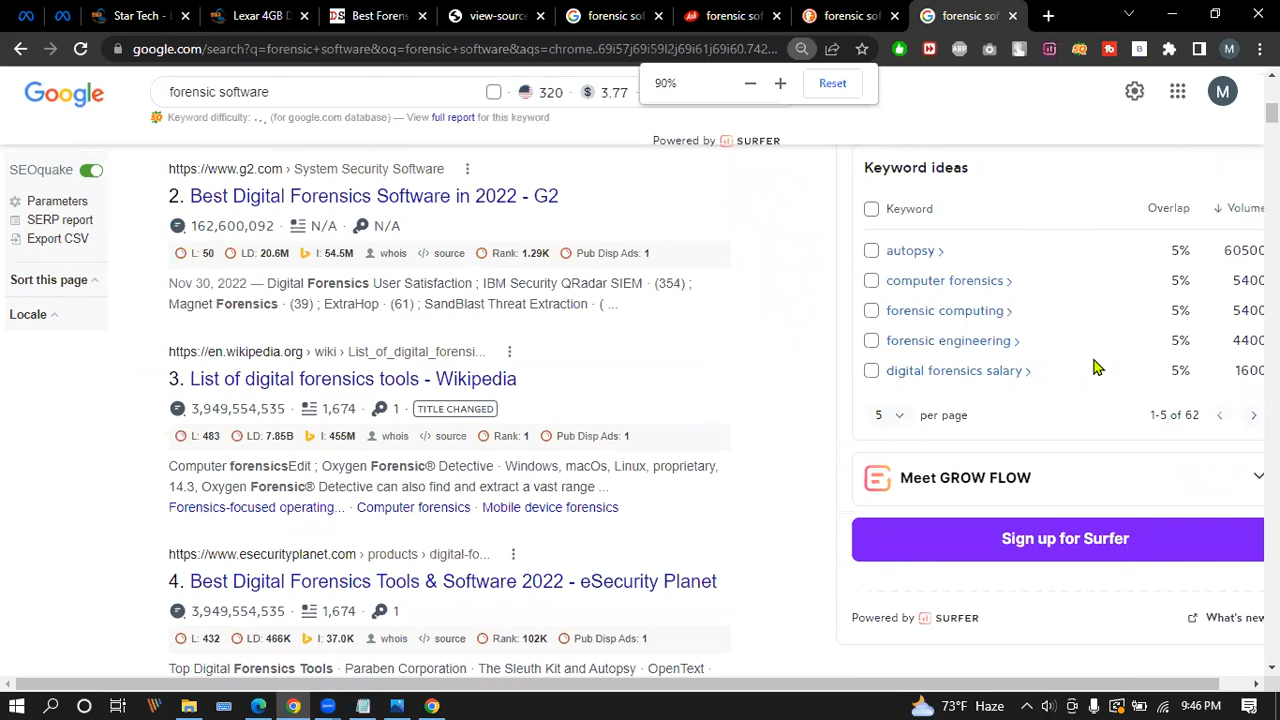 Star Tech -
Lexar 4GB D
Best Foren
view-source
forensic so
forensic so
forensic so
forensic so
google.com/search?q=forensic+software&oq=forensic+software&aqs=chrome..69i57j69i59l2j69i61j69i60.742...
ABP
B
M
90%
Reset
Google
forensic software
320
3.77
M
Keyword difficulty: . . . (for google.com database) — View full report for this keyword
Powered by SURFER
SEOquake
Parameters
SERP report
Export CSV
Sort this page
Locale
https://www.g2.com › System Security Software
2. Best Digital Forensics Software in 2022 - G2
162,600,092 · N/A · N/A
L: 50 LD: 20.6M I: 54.5M whois source Rank: 1.29K Pub Disp Ads: 1
Nov 30, 2022 — Digital Forensics User Satisfaction ; IBM Security QRadar SIEM · (354) ;
Magnet Forensics · (39) ; ExtraHop · (61) ; SandBlast Threat Extraction · ( ...
https://en.wikipedia.org › wiki › List_of_digital_forensi...
3. List of digital forensics tools - Wikipedia
3,949,554,535 · 1,674 · 1 TITLE CHANGED
L: 483 LD: 7.85B I: 455M whois source Rank: 1 Pub Disp Ads: 1
Computer forensicsEdit ; Oxygen Forensic® Detective · Windows, macOs, Linux, proprietary,
14.3, Oxygen Forensic® Detective can also find and extract a vast range ...
Forensics-focused operating... · Computer forensics · Mobile device forensics
https://www.esecurityplanet.com › products › digital-fo...
4. Best Digital Forensics Tools & Software 2022 - eSecurity Planet
3,949,554,535 · 1,674 · 1
L: 432 LD: 466K I: 37.0K whois source Rank: 102K Pub Disp Ads: 1
Top Digital Forensics Tools · Paraben Corporation · The Sleuth Kit and Autopsy · OpenText ·
Keyword ideas
Keyword Overlap Volume
autopsy 5% 60500
computer forensics 5% 5400
forensic computing 5% 5400
forensic engineering 5% 4400
digital forensics salary 5% 1600
5 per page 1-5 of 62
Meet GROW FLOW
Sign up for Surfer
Powered by SURFER What's new
73°F Haze
9:46 PM